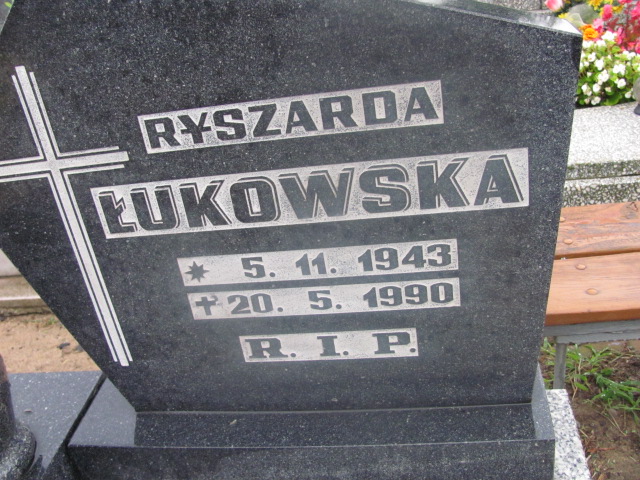 RYSZARDA
ŁUKOWSKA
* 5. 11. 1943
✝ 20. 5. 1990
R. I. P.